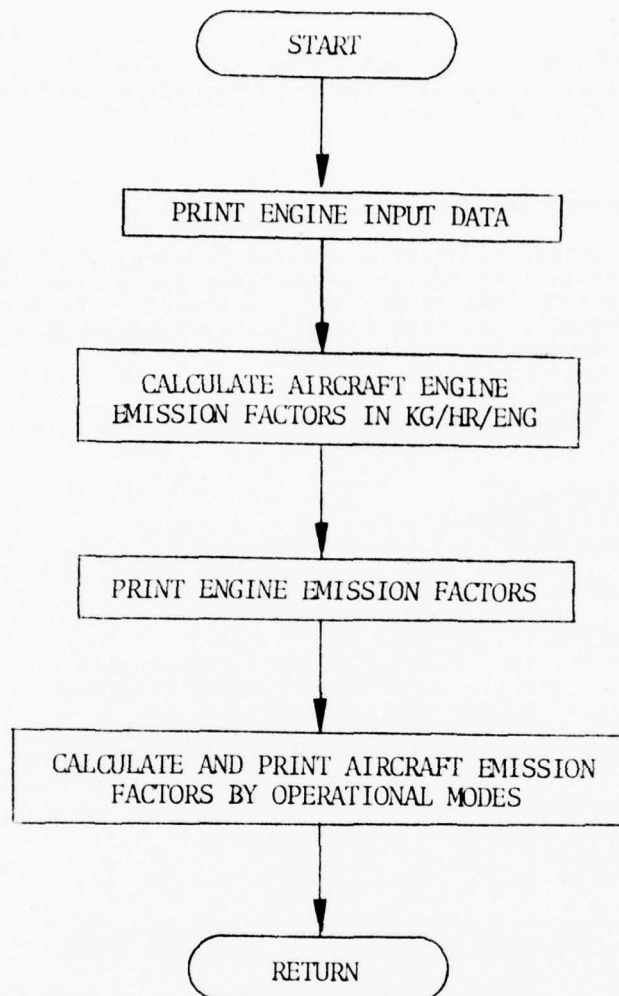 START
PRINT ENGINE INPUT DATA
CALCULATE AIRCRAFT ENGINE
EMISSION FACTORS IN KG/HR/ENG
PRINT ENGINE EMISSION FACTORS
CALCULATE AND PRINT AIRCRAFT EMISSION
FACTORS BY OPERATIONAL MODES
RETURN